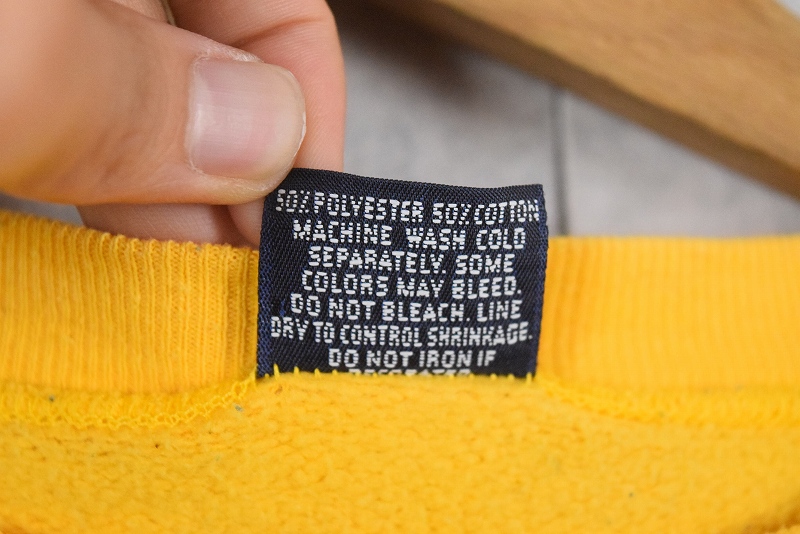 50% POLYESTER 50% COTTON
MACHINE WASH COLD
SEPARATELY. SOME
COLORS MAY BLEED.
DO NOT BLEACH. LINE
DRY TO CONTROL SHRINKAGE.
DO NOT IRON IF